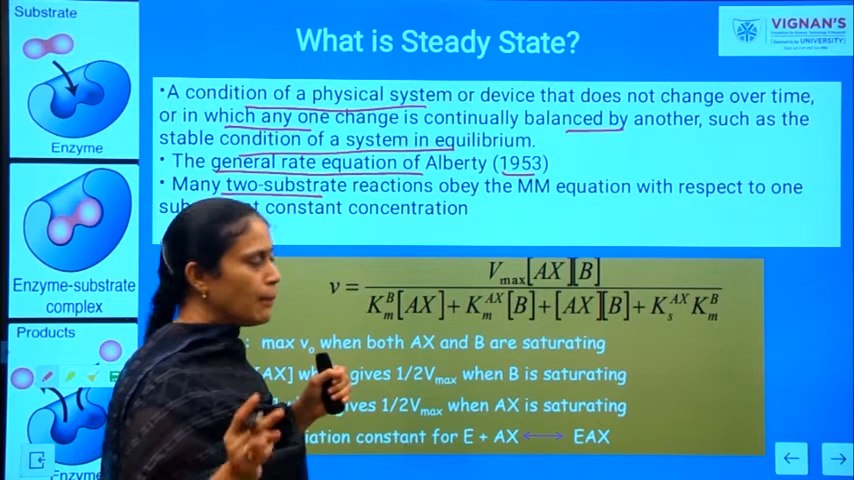 Substrate
Enzyme
Enzyme-substrate
complex
Products
Enzyme
What is Steady State?
VIGNAN'S
UNIVERSITY
•A condition of a physical system or device that does not change over time,
or in which any one change is continually balanced by another, such as the
stable condition of a system in equilibrium.
• The general rate equation of Alberty (1953)
• Many two-substrate reactions obey the MM equation with respect to one
at constant concentration
v = Vmax[AX][B] / K_m^B[AX] + K_m^AX[B] + [AX][B] + K_s^AX K_m^B
: max vo when both AX and B are saturating
[AX] gives 1/2Vmax when B is saturating
gives 1/2Vmax when AX is saturating
constant for E + AX ⟷ EAX